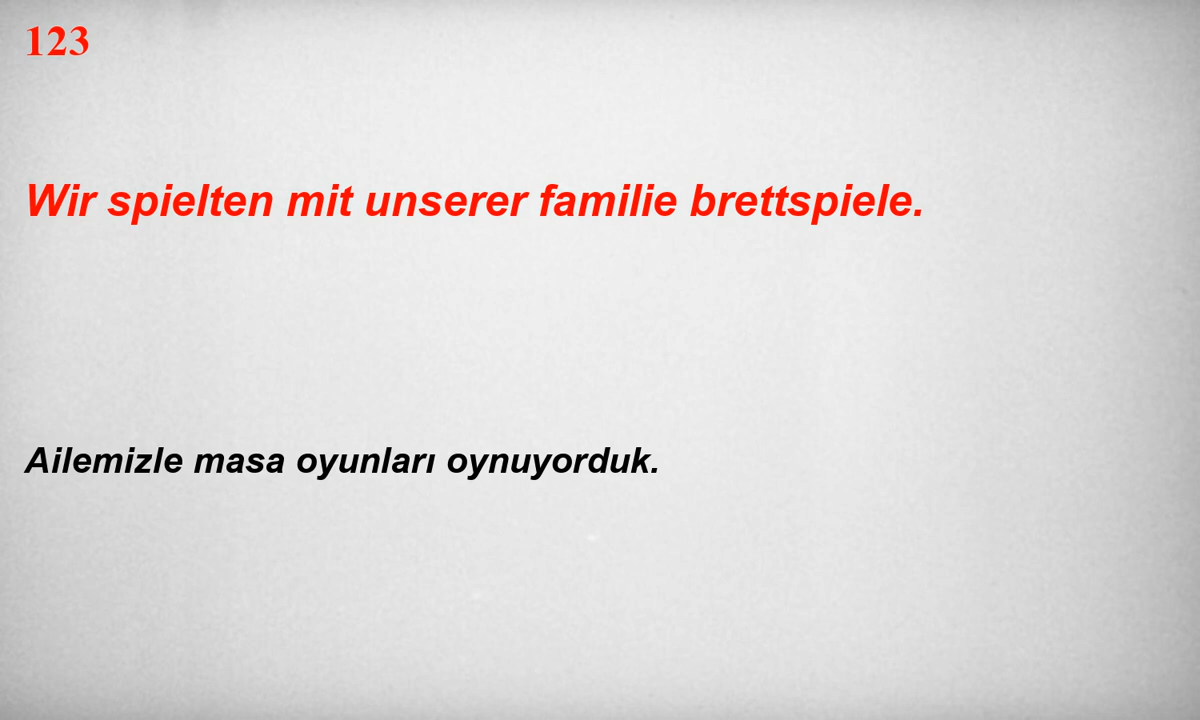 123
Wir spielten mit unserer familie brettspiele.
Ailemizle masa oyunları oynuyorduk.